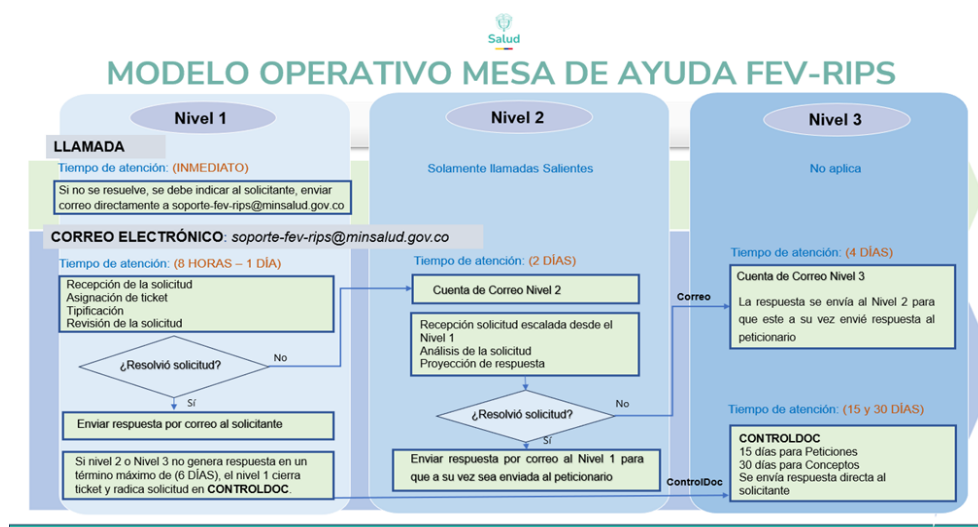 Salud
MODELO OPERATIVO MESA DE AYUDA FEV-RIPS
Nivel 1
Nivel 2
Nivel 3
LLAMADA
Tiempo de atención: (INMEDIATO)
Solamente llamadas Salientes
No aplica
Si no se resuelve, se debe indicar al solicitante, enviar
correo directamente a soporte-fev-rips@minsalud.gov.co
CORREO ELECTRÓNICO: soporte-fev-rips@minsalud.gov.co
Tiempo de atención: (8 HORAS – 1 DÍA)
Recepción de la solicitud
Asignación de ticket
Tipificación
Revisión de la solicitud
¿Resolvió solicitud?
No
Sí
Enviar respuesta por correo al solicitante
Si nivel 2 o Nivel 3 no genera respuesta en un
término máximo de (6 DÍAS), el nivel 1 cierra
ticket y radica solicitud en CONTROLDOC.
Tiempo de atención: (2 DÍAS)
Cuenta de Correo Nivel 2
Recepción solicitud escalada desde el
Nivel 1
Análisis de la solicitud
Proyección de respuesta
¿Resolvió solicitud?
No
Sí
Enviar respuesta por correo al Nivel 1 para
que a su vez sea enviada al peticionario
Correo
ControlDoc
Tiempo de atención: (4 DÍAS)
Cuenta de Correo Nivel 3
La respuesta se envía al Nivel 2 para
que este a su vez envié respuesta al
peticionario
Tiempo de atención: (15 y 30 DÍAS)
CONTROLDOC
15 días para Peticiones
30 días para Conceptos
Se envía respuesta directa al
solicitante